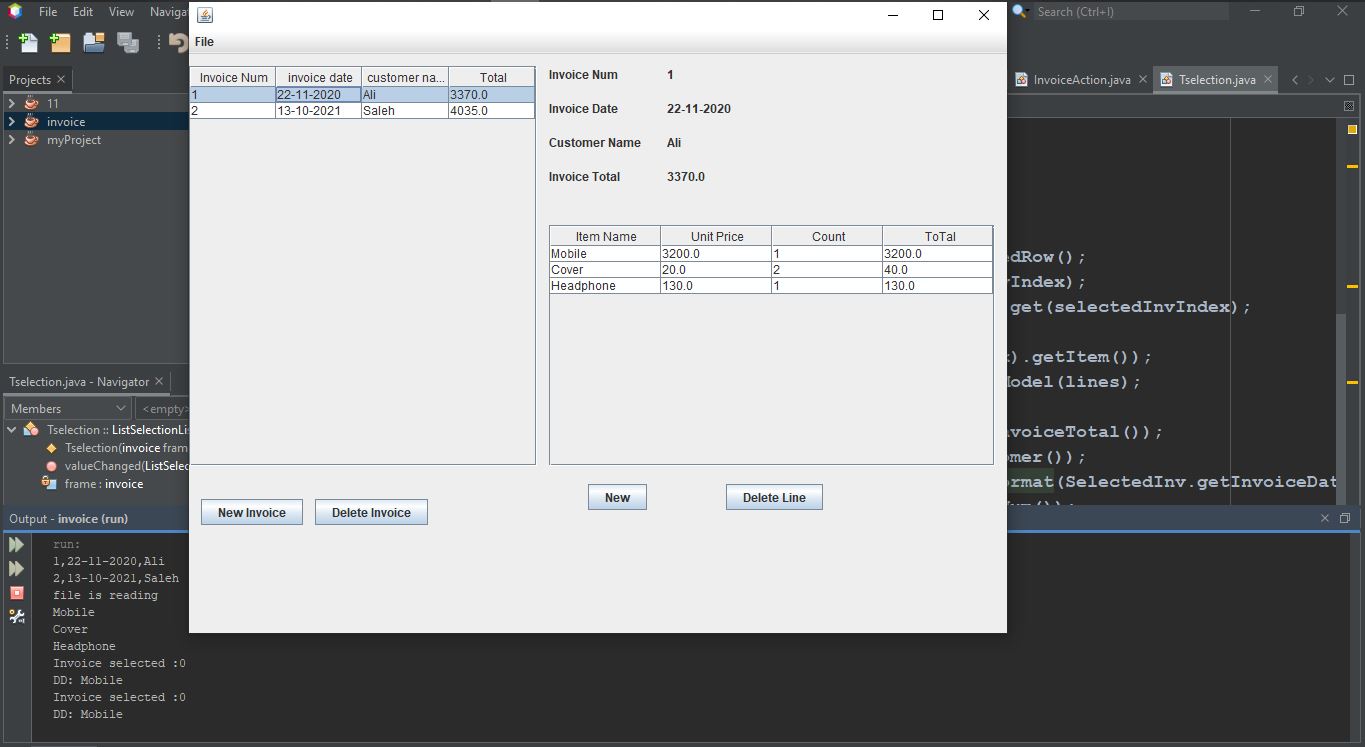 File Edit View Naviga
Search (Ctrl+I)
File
Projects
11
invoice
myProject
InvoiceAction.java
Tselection.java
Invoice Num invoice date customer na... Total
1 22-11-2020 Ali 3370.0
2 13-10-2021 Saleh 4035.0
Invoice Num 1
Invoice Date 22-11-2020
Customer Name Ali
Invoice Total 3370.0
Item Name Unit Price Count ToTal
Mobile 3200.0 1 3200.0
Cover 20.0 2 40.0
Headphone 130.0 1 130.0
New Invoice Delete Invoice
New Delete Line
edRow();
vIndex);
get(selectedInvIndex);
).getItem());
Model(lines);
nvoiceTotal());
omer());
ormat(SelectedInv.getInvoiceDat
Tselection.java - Navigator
Members
<empty>
Tselection :: ListSelectionLi
Tselection(invoice fram
valueChanged(ListSelec
frame : invoice
Output - invoice (run)
run:
1,22-11-2020,Ali
2,13-10-2021,Saleh
file is reading
Mobile
Cover
Headphone
Invoice selected :0
DD: Mobile
Invoice selected :0
DD: Mobile